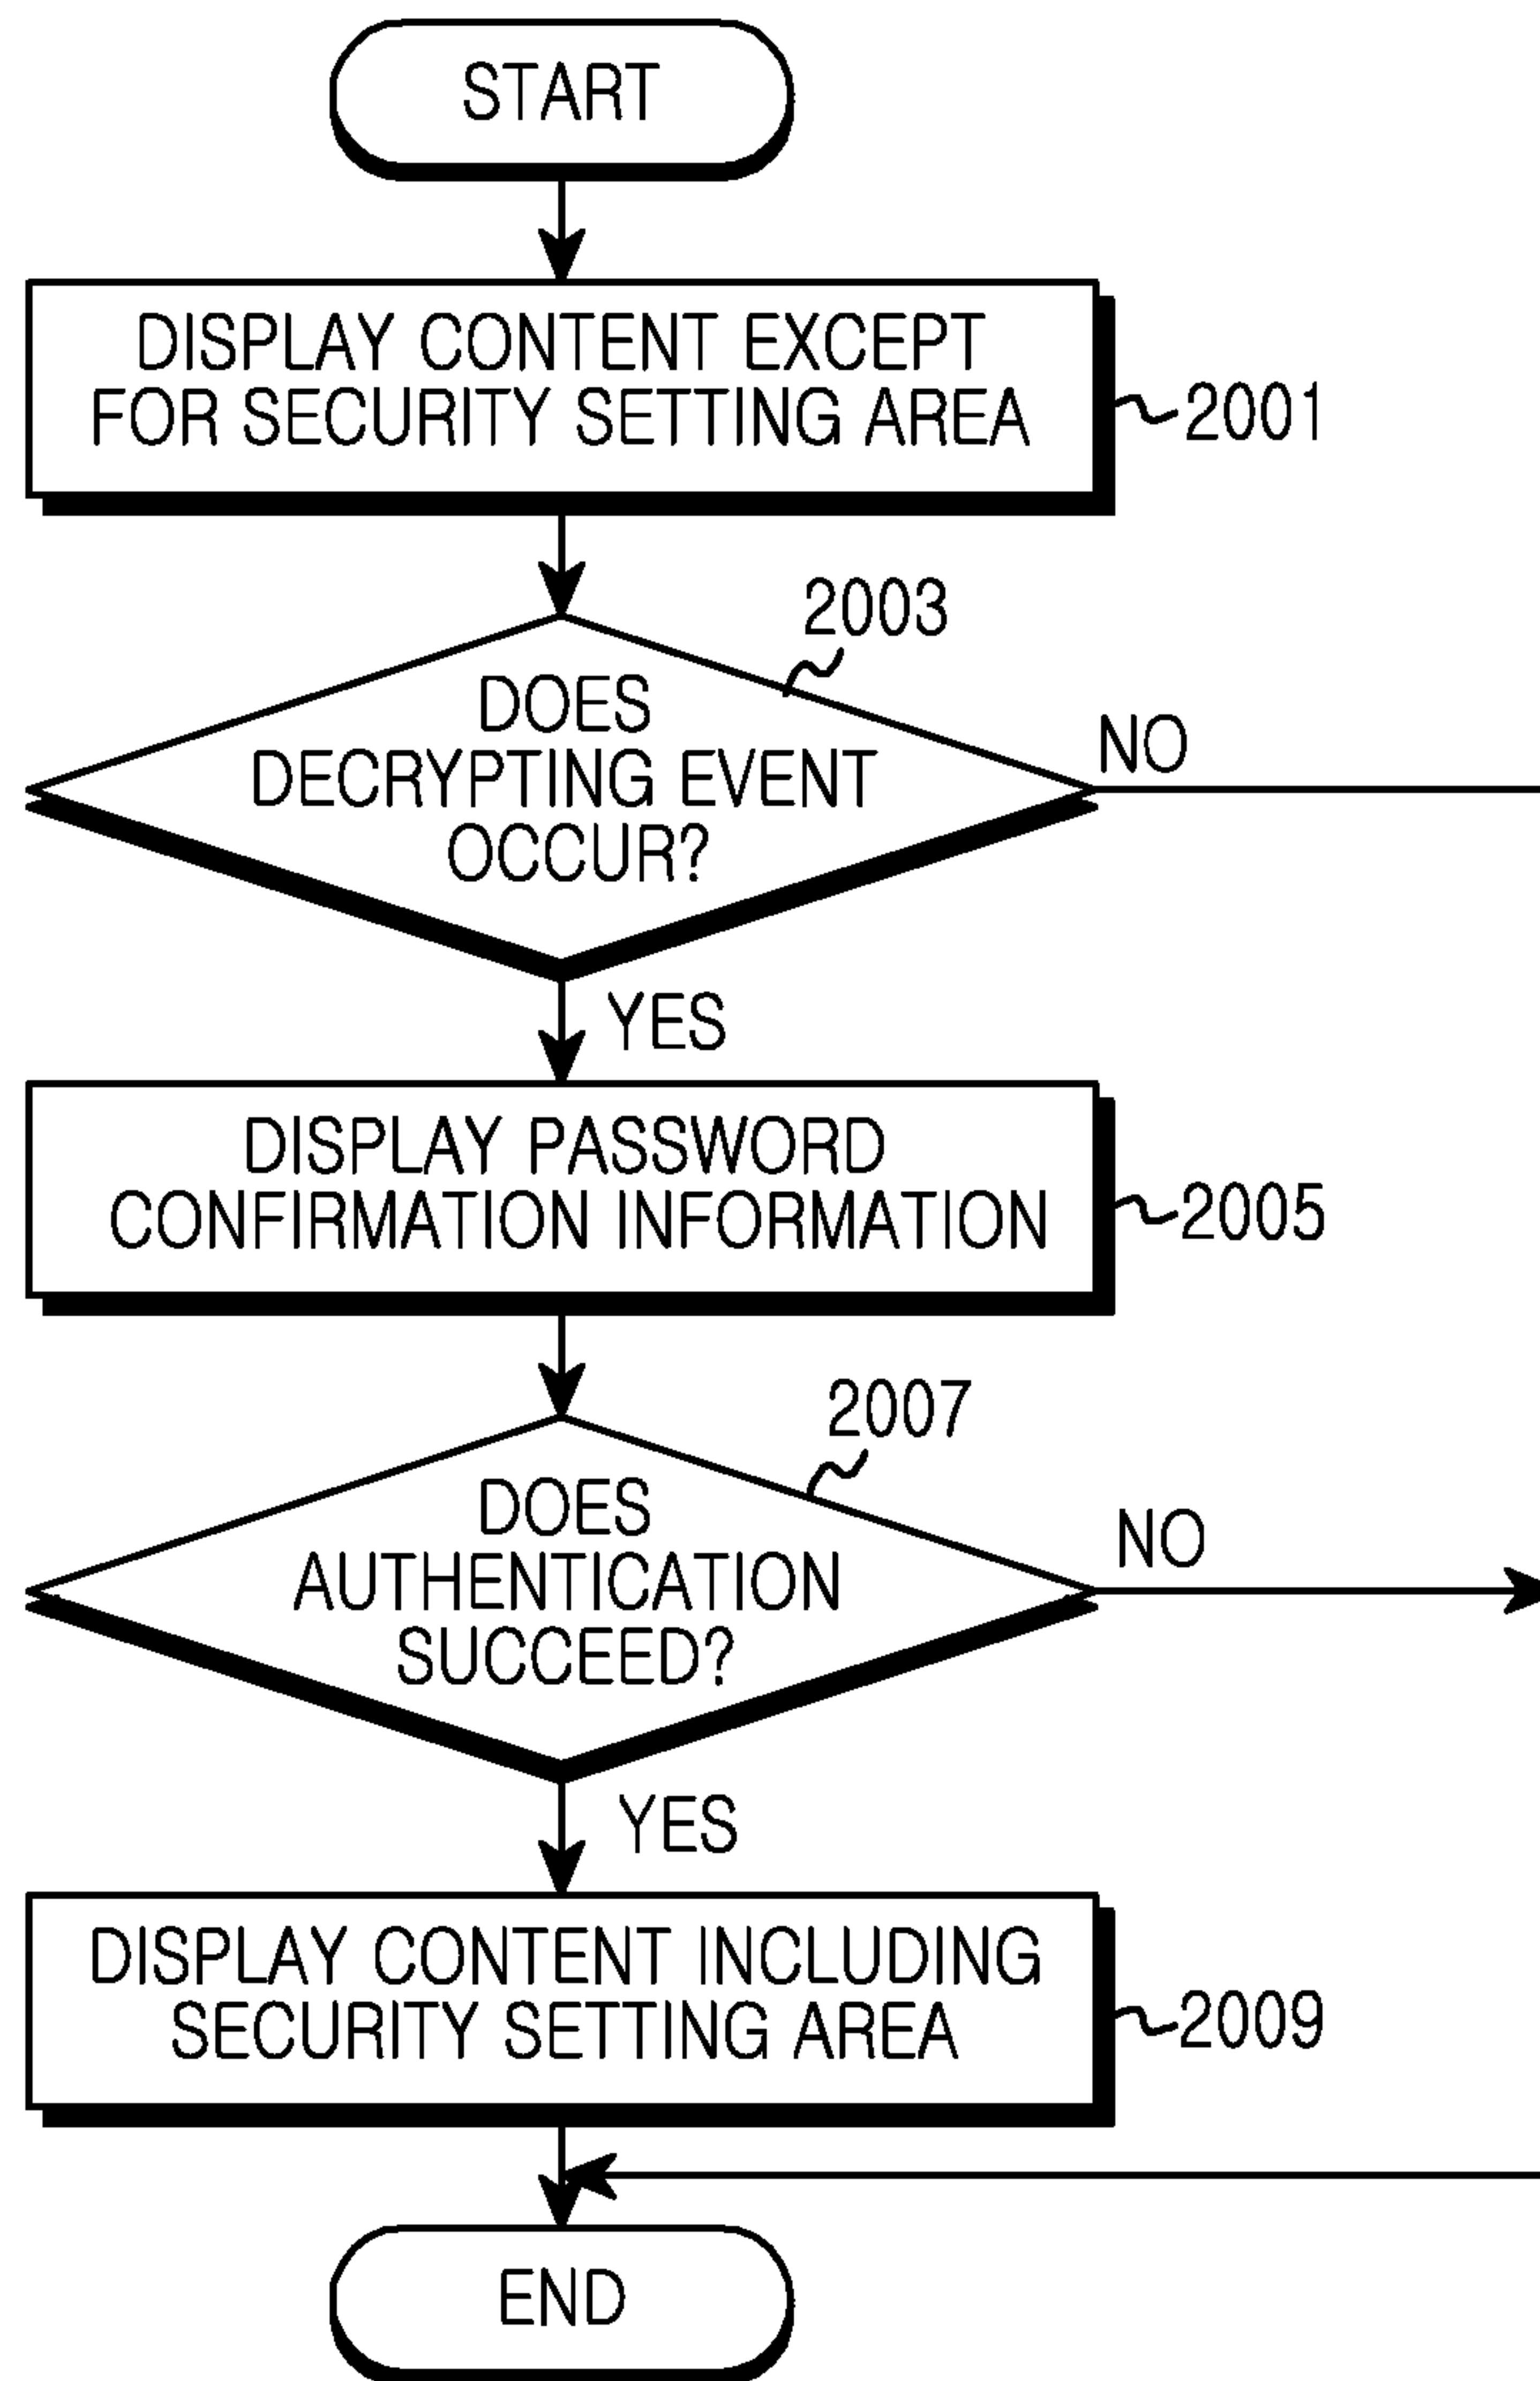 START
DISPLAY CONTENT EXCEPT
FOR SECURITY SETTING AREA
2001
2003
DOES
DECRYPTING EVENT
OCCUR?
NO
YES
DISPLAY PASSWORD
CONFIRMATION INFORMATION
2005
2007
DOES
AUTHENTICATION
SUCCEED?
NO
YES
DISPLAY CONTENT INCLUDING
SECURITY SETTING AREA
2009
END